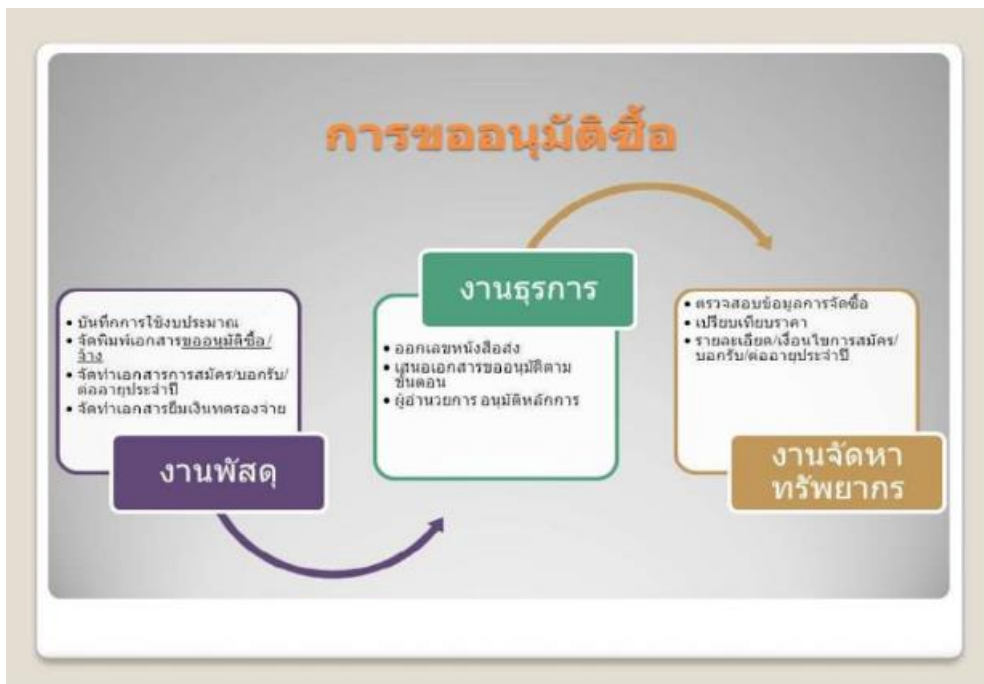 การขออนุมัติซื้อ
• บันทึกการใช้งบประมาณ
• จัดพิมพ์เอกสารขออนุมัติซื้อ/
จ้าง
• จัดทำเอกสารการสมัคร/บอกรับ/
ต่ออายุประจำปี
• จัดทำเอกสารยืมเงินทดรองจ่าย
งานพัสดุ
งานธุรการ
• ออกเลขหนังสือส่ง
• เสนอเอกสารขออนุมัติตาม
ขั้นตอน
• ผู้อำนวยการ อนุมัติหลักการ
• ตรวจสอบข้อมูลการจัดซื้อ
• เปรียบเทียบราคา
• รายละเอียด/เงื่อนไขการสมัคร/
บอกรับ/ต่ออายุประจำปี
งานจัดหา
ทรัพยากร